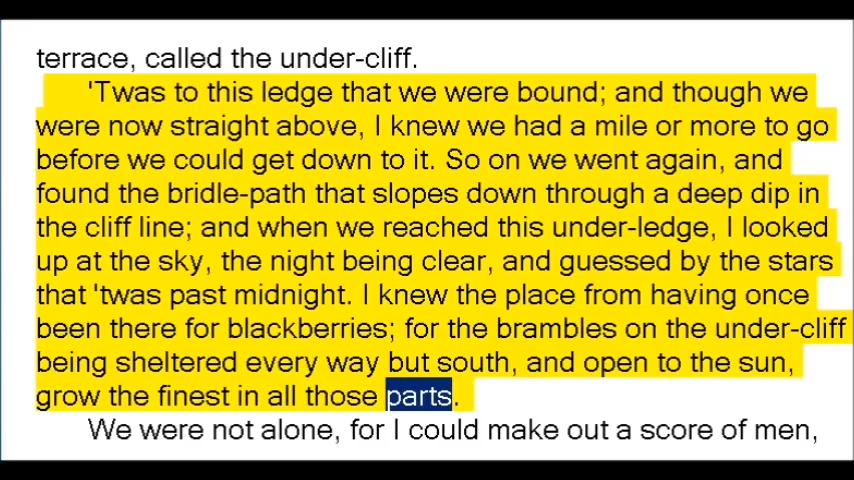 terrace, called the under-cliff.
'Twas to this ledge that we were bound; and though we
were now straight above, I knew we had a mile or more to go
before we could get down to it. So on we went again, and
found the bridle-path that slopes down through a deep dip in
the cliff line; and when we reached this under-ledge, I looked
up at the sky, the night being clear, and guessed by the stars
that 'twas past midnight. I knew the place from having once
been there for blackberries; for the brambles on the under-cliff
being sheltered every way but south, and open to the sun,
grow the finest in all those parts.
We were not alone, for I could make out a score of men,